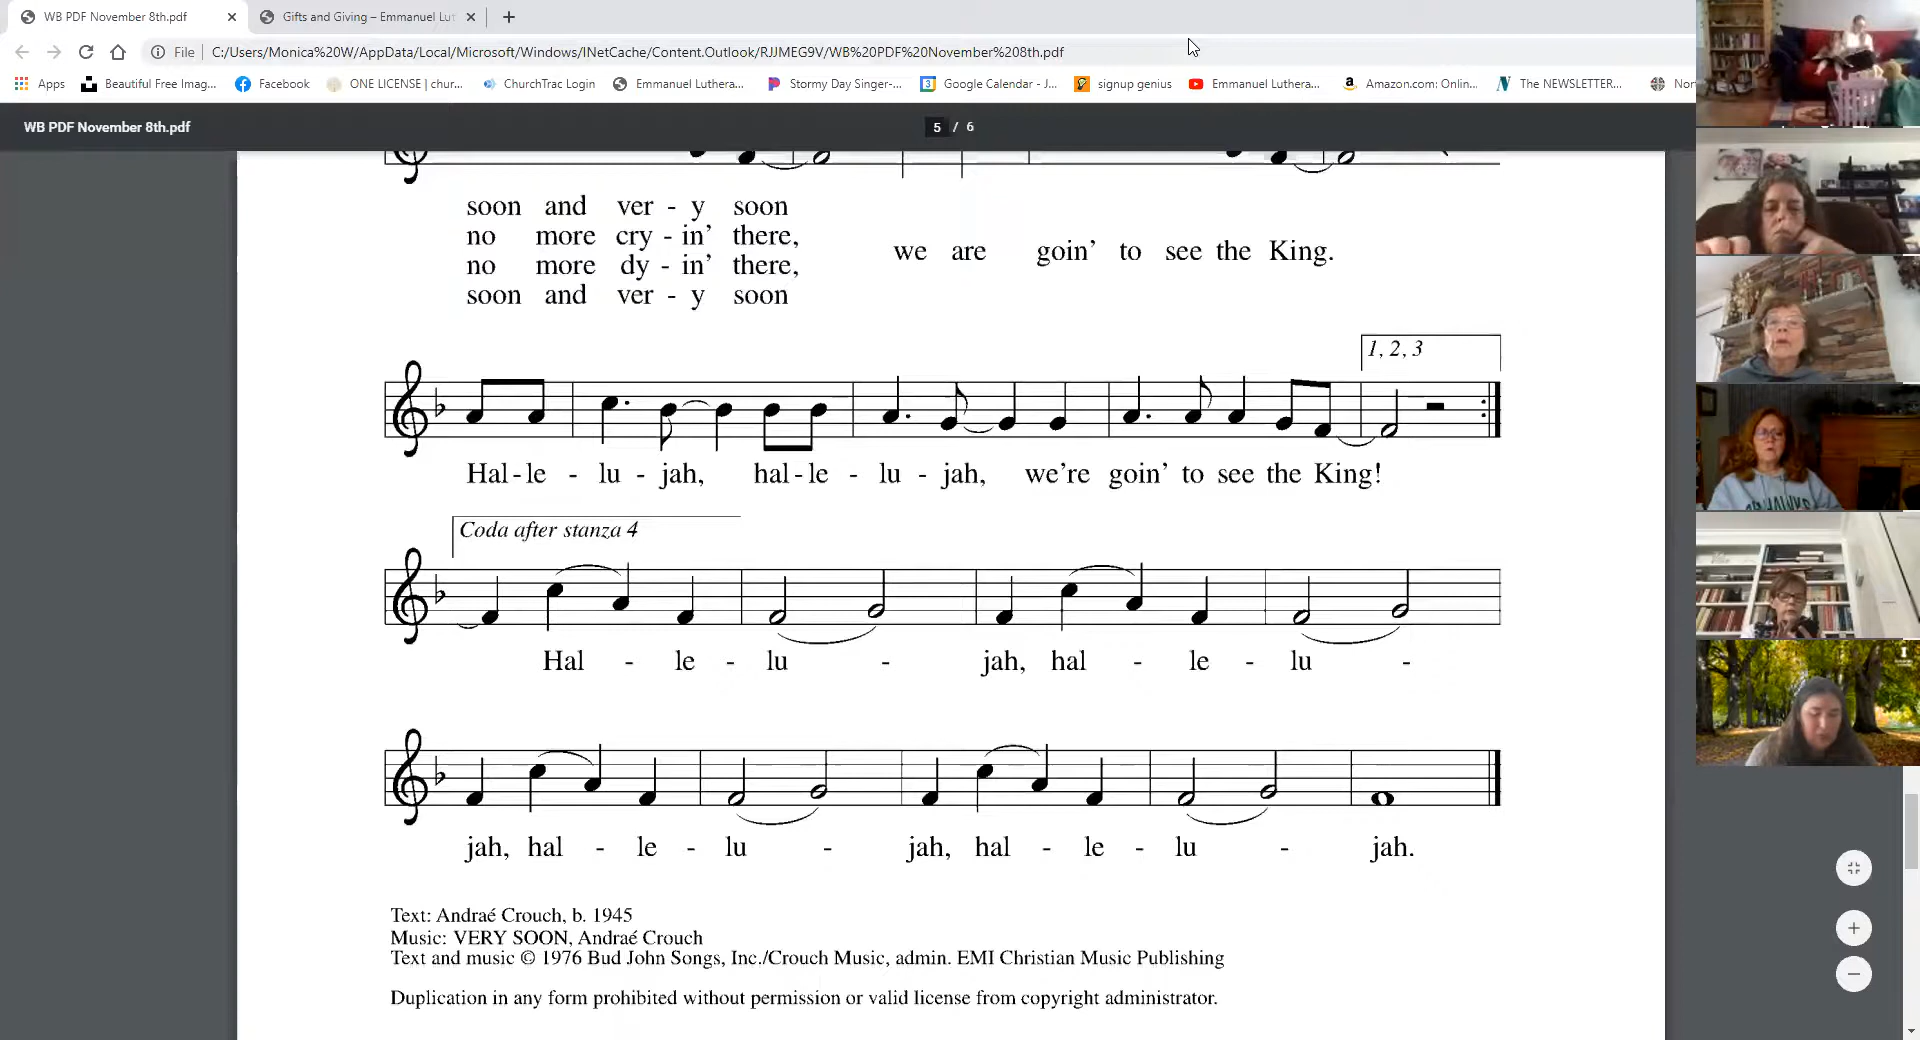 WB PDF November 8th.pdf
Gifts and Giving – Emmanuel Lut
File
C:/Users/Monica%20W/AppData/Local/Microsoft/Windows/INetCache/Content.Outlook/RJJMEG9V/WB%20PDF%20November%208th.pdf
Apps
Beautiful Free Imag...
Facebook
ONE LICENSE | chur...
ChurchTrac Login
Emmanuel Luthera...
Stormy Day Singer-...
Google Calendar - J...
signup genius
Emmanuel Luthera...
Amazon.com: Onlin...
The NEWSLETTER...
Nor
WB PDF November 8th.pdf
5 / 6
soon and ver - y soon
no more cry - in’ there,
no more dy - in’ there,
soon and ver - y soon
we are goin’ to see the King.
1, 2, 3
Hal - le - lu - jah, hal - le - lu - jah, we’re goin’ to see the King!
Coda after stanza 4
Hal - le - lu - jah, hal - le - lu -
jah, hal - le - lu - jah, hal - le - lu - jah.
Text: Andraé Crouch, b. 1945
Music: VERY SOON, Andraé Crouch
Text and music © 1976 Bud John Songs, Inc./Crouch Music, admin. EMI Christian Music Publishing
Duplication in any form prohibited without permission or valid license from copyright administrator.